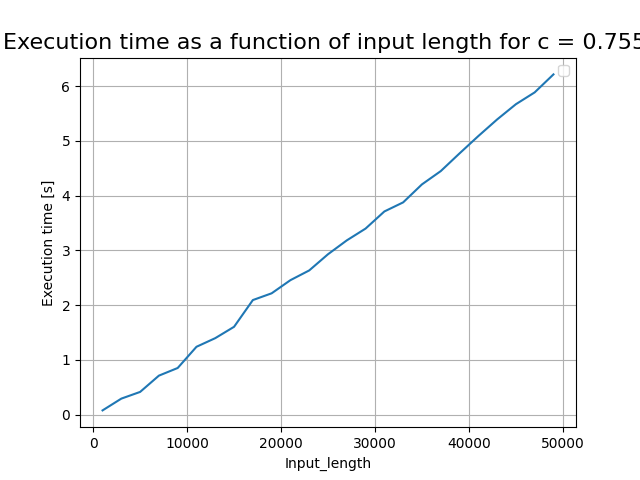 Execution time as a function of input length for c = 0.755
Execution time [s]
6
5
4
3
2
1
0
0 10000 20000 30000 40000 50000
Input_length